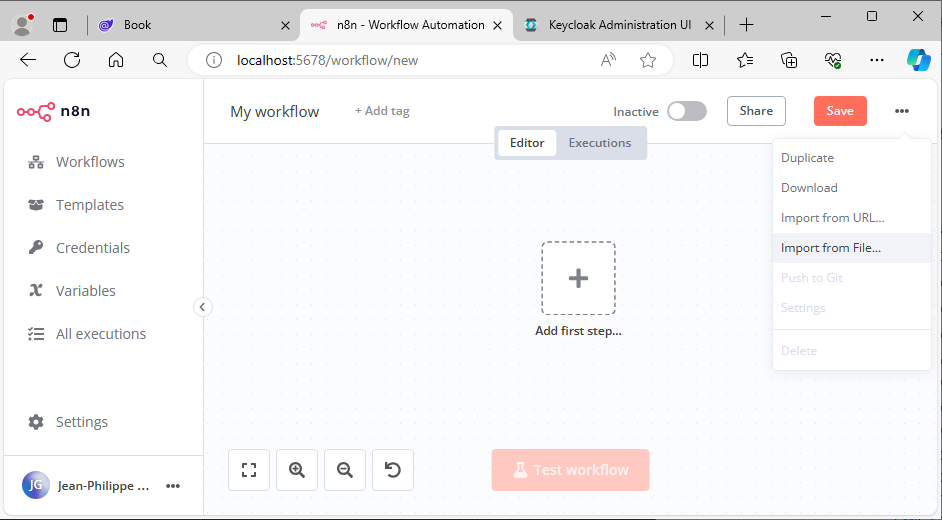 Book
n8n - Workflow Automation
Keycloak Administration UI
localhost:5678/workflow/new
n8n
My workflow
+ Add tag
Inactive
Share
Save
Editor
Executions
Workflows
Templates
Credentials
Variables
All executions
Settings
JG
Jean-Philippe ...
Duplicate
Download
Import from URL...
Import from File...
Push to Git
Settings
Delete
Add first step...
Test workflow